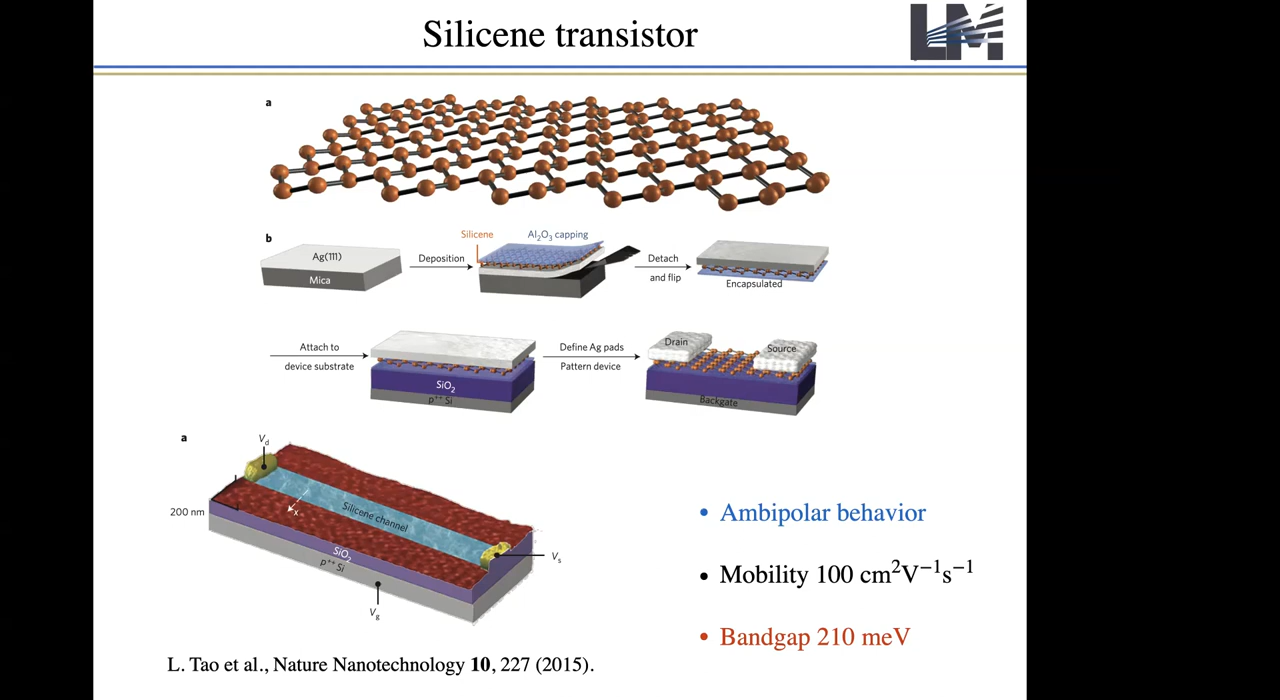 Silicene transistor
LM
a
b
Ag(111)
Mica
Deposition
Silicene
Al₂O₃ capping
Detach
and flip
Encapsulated
Attach to
device substrate
SiO₂
p⁺⁺ Si
Define Ag pads
Pattern device
Drain
Source
Backgate
a
Vd
200 nm
x
Silicene channel
SiO₂
p⁺⁺ Si
Vs
Vg
• Ambipolar behavior
• Mobility 100 cm²V⁻¹s⁻¹
• Bandgap 210 meV
L. Tao et al., Nature Nanotechnology 10, 227 (2015).